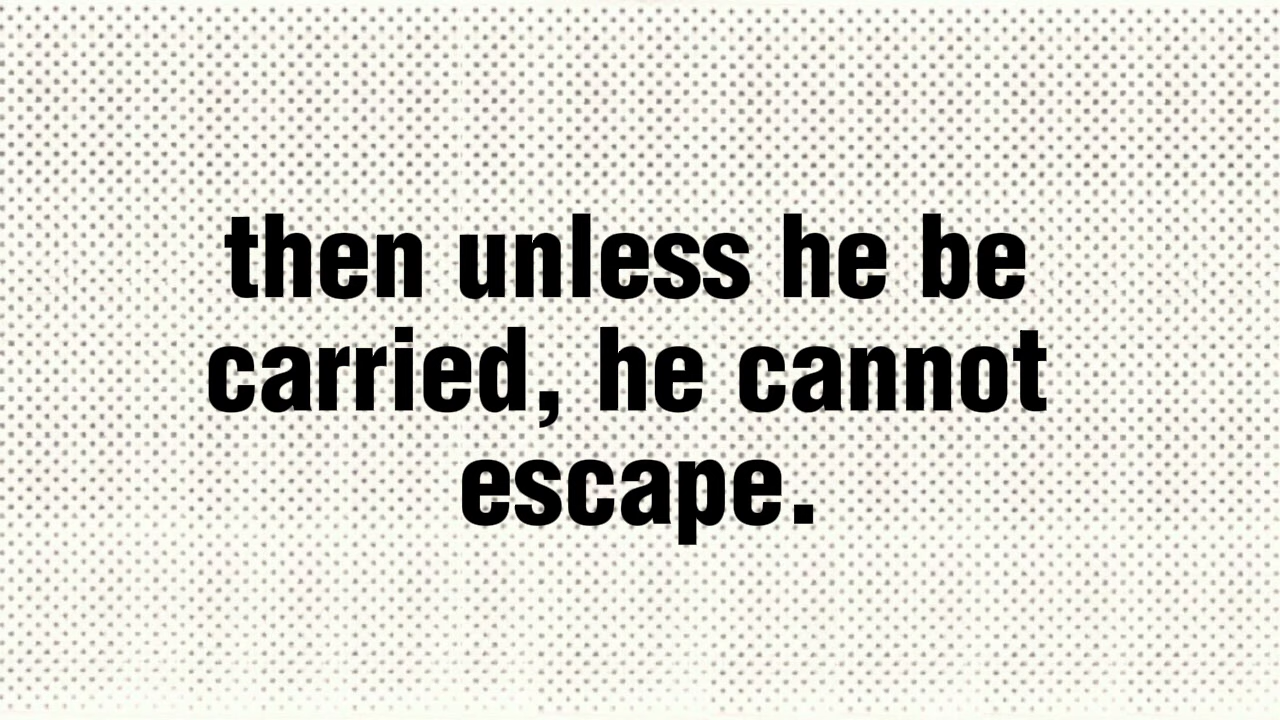 then unless he be
carried, he cannot
escape.